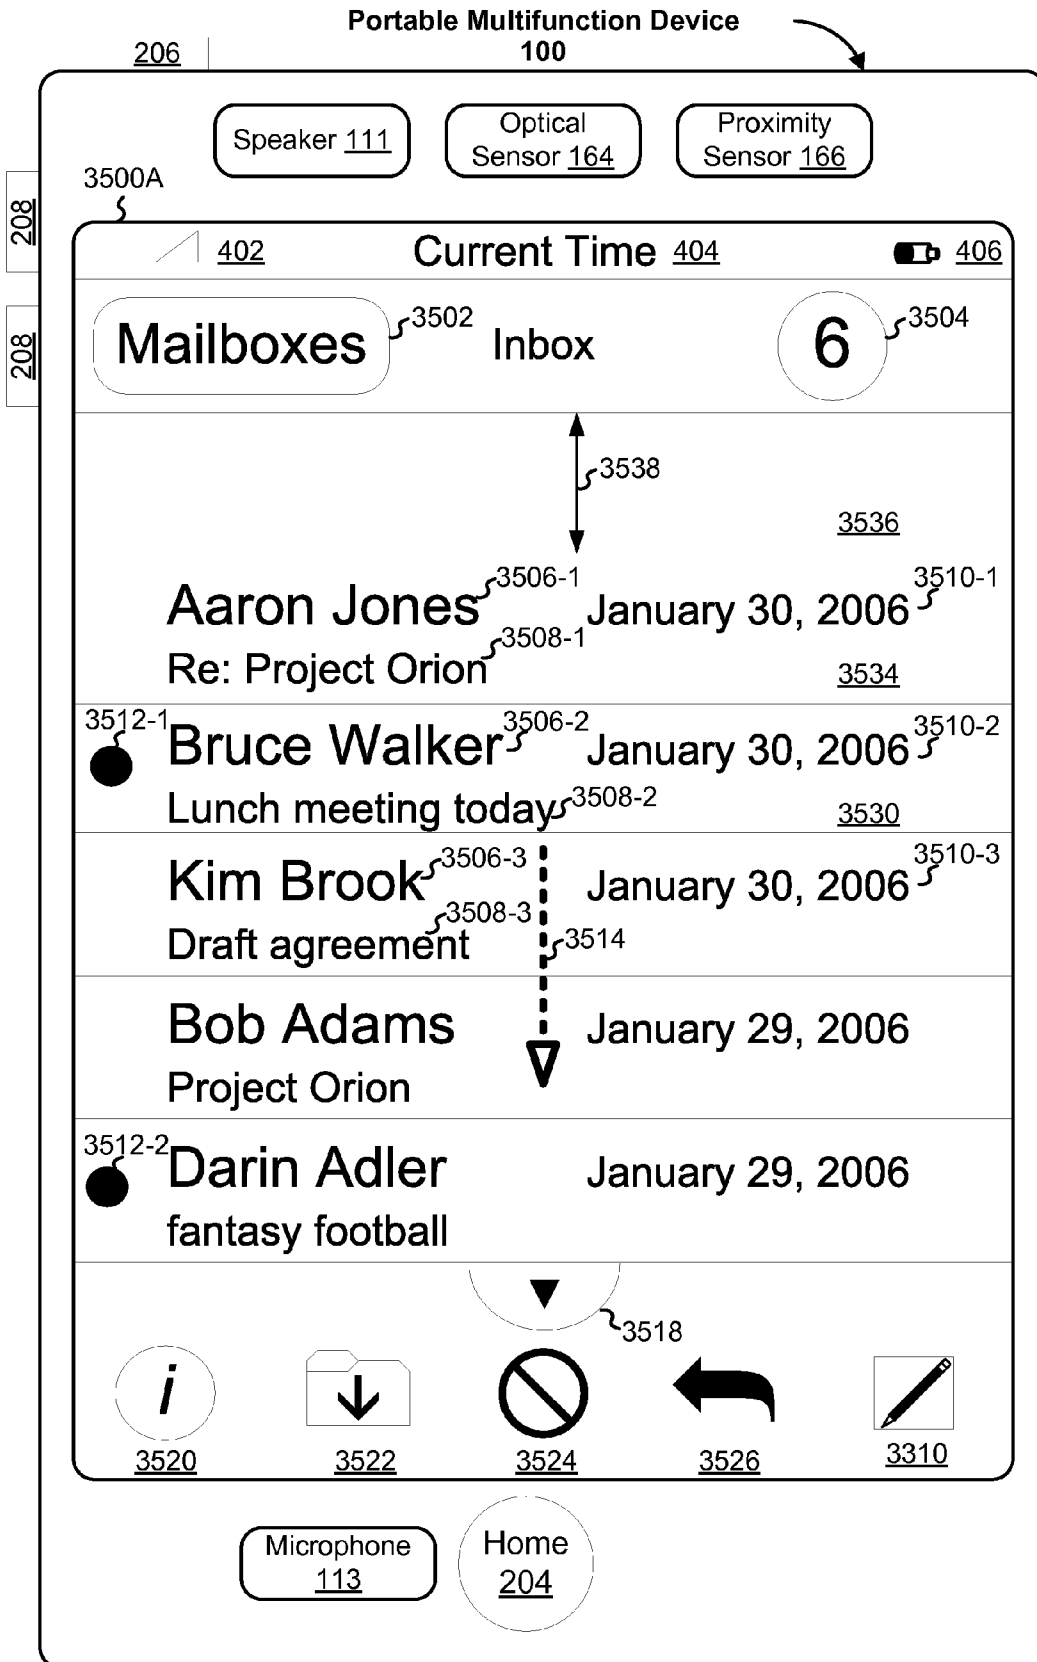 Portable Multifunction Device
100
206
Speaker 111
Optical
Sensor 164
Proximity
Sensor 166
3500A
208
402
Current Time 404
406
208
Mailboxes
3502
Inbox
6
3504
3538
3536
3506-1
3510-1
Aaron Jones
January 30, 2006
3508-1
Re: Project Orion
3534
3512-1
3506-2
3510-2
Bruce Walker
January 30, 2006
3508-2
Lunch meeting today
3530
3506-3
3510-3
Kim Brook
January 30, 2006
3508-3
Draft agreement
3514
Bob Adams
January 29, 2006
Project Orion
3512-2
Darin Adler
January 29, 2006
fantasy football
3518
i
3520
3522
3524
3526
3310
Microphone
113
Home
204